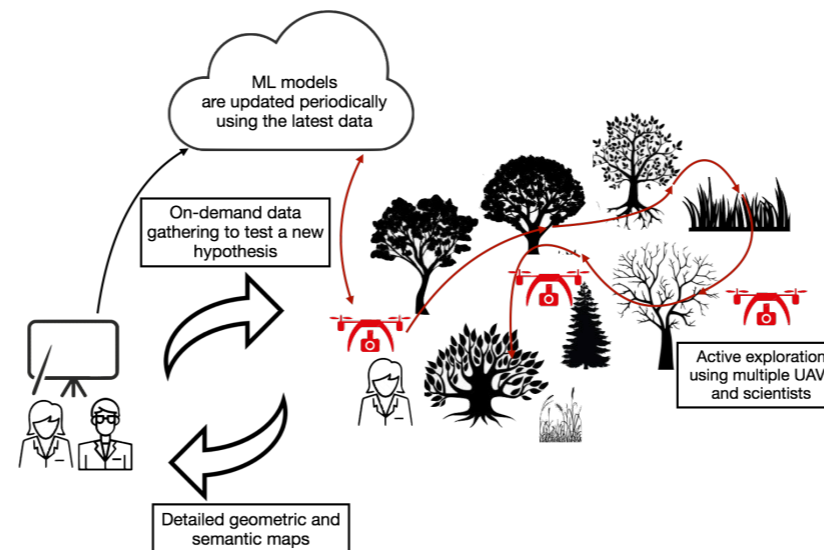 ML models
are updated periodically
using the latest data
On-demand data
gathering to test a new
hypothesis
Active exploration
using multiple UAV
and scientists
Detailed geometric and
semantic maps